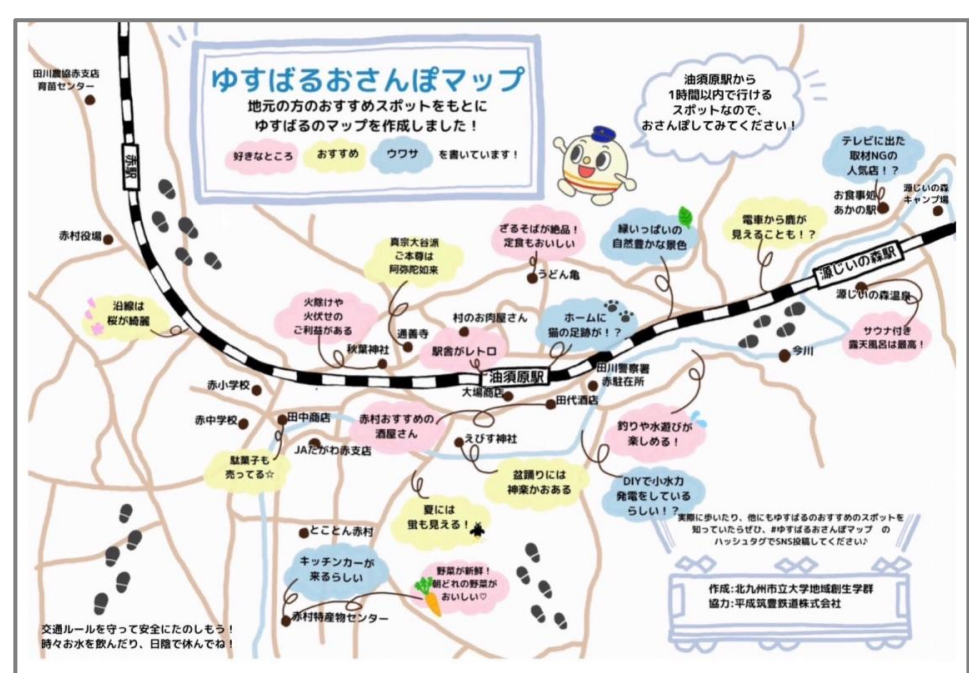 ゆすばるおさんぽマップ
地元の方のおすすめスポットをもとに
ゆすばるのマップを作成しました！
好きなところ おすすめ ウワサ を書いています！
油須原駅から
1時間以内で行ける
スポットなので、
おさんぽしてみてください！
田川農協赤支店
育苗センター
赤駅
赤村役場
テレビに出た
取材NGの
人気店！？
お食事処
あかの駅
源じいの森
キャンプ場
電車から鹿が
見えることも！？
緑いっぱいの
自然豊かな景色
ざるそばが絶品！
定食もおいしい
うどん亀
真宗大谷派
ご本尊は
阿弥陀如来
源じいの森駅
源じいの森温泉
サウナ付き
露天風呂は最高！
沿線は
桜が綺麗
火除けや
火伏せの
ご利益がある
通善寺
秋葉神社
村のお肉屋さん
駅舎がレトロ
ホームに
猫の足跡が！？
今川
油須原駅
田川警察署
赤駐在所
大場商店
田代酒店
赤小学校
赤中学校
田中商店
JAたがわ赤支店
赤村おすすめの
酒屋さん
えびす神社
釣りや水遊びが
楽しめる！
駄菓子も
売ってる☆
盆踊りには
神楽かおある
DIYで小水力
発電をしている
らしい！？
夏には
蛍も見える！
とことん赤村
キッチンカーが
来るらしい
野菜が新鮮！
朝どれの野菜が
おいしい♡
赤村特産物センター
実際に歩いたり、他にもゆすばるのおすすめのスポットを
知っていたらぜひ、#ゆすばるおさんぽマップ の
ハッシュタグでSNS投稿してください♪
作成:北九州市立大学地域創生学群
協力:平成筑豊鉄道株式会社
交通ルールを守って安全にたのしもう！
時々お水を飲んだり、日陰で休んでね！